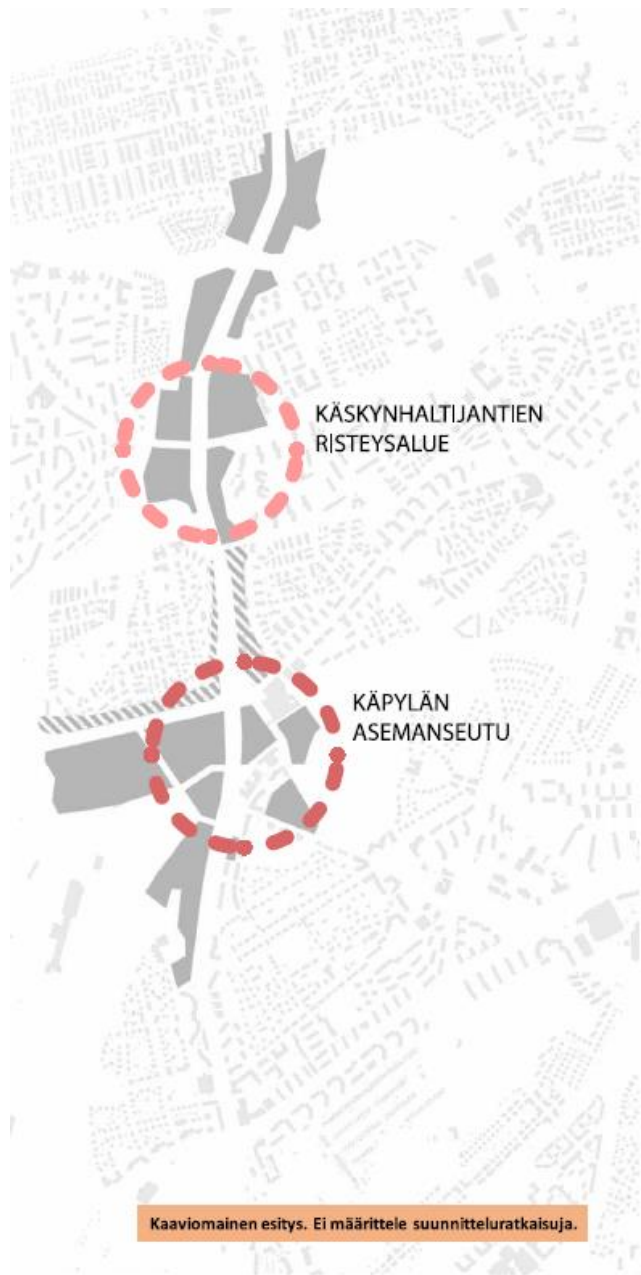 KÄSKYNHALTIJANTIEN
RISTEYSALUE
KÄPYLÄN
ASEMANSEUTU
Kaaviomainen esitys. Ei määrittele suunnitteluratkaisuja.